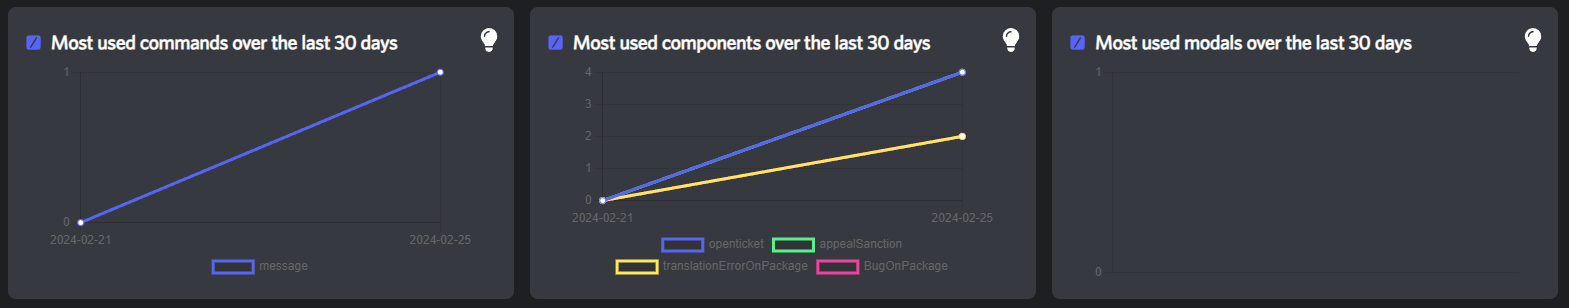 Most used commands over the last 30 days
1
0
2024-02-21
2024-02-25
message
Most used components over the last 30 days
4
3
2
1
0
2024-02-21
2024-02-25
openticket
appealSanction
translationErrorOnPackage
BugOnPackage
Most used modals over the last 30 days
1
0